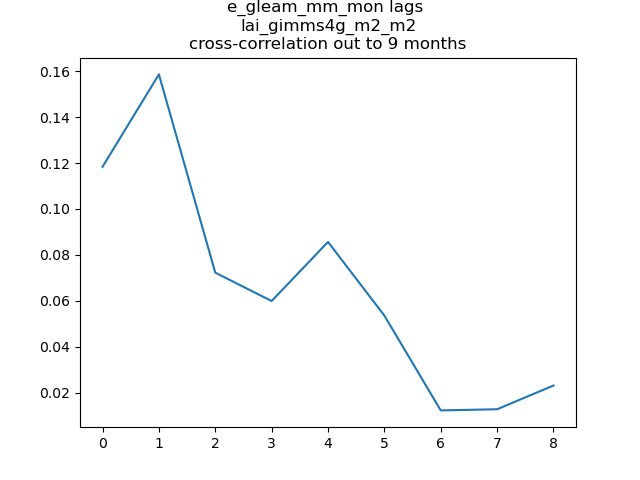 e_gleam_mm_mon lags
lai_gimms4g_m2_m2
cross-correlation out to 9 months
0.16
0.14
0.12
0.10
0.08
0.06
0.04
0.02
0 1 2 3 4 5 6 7 8